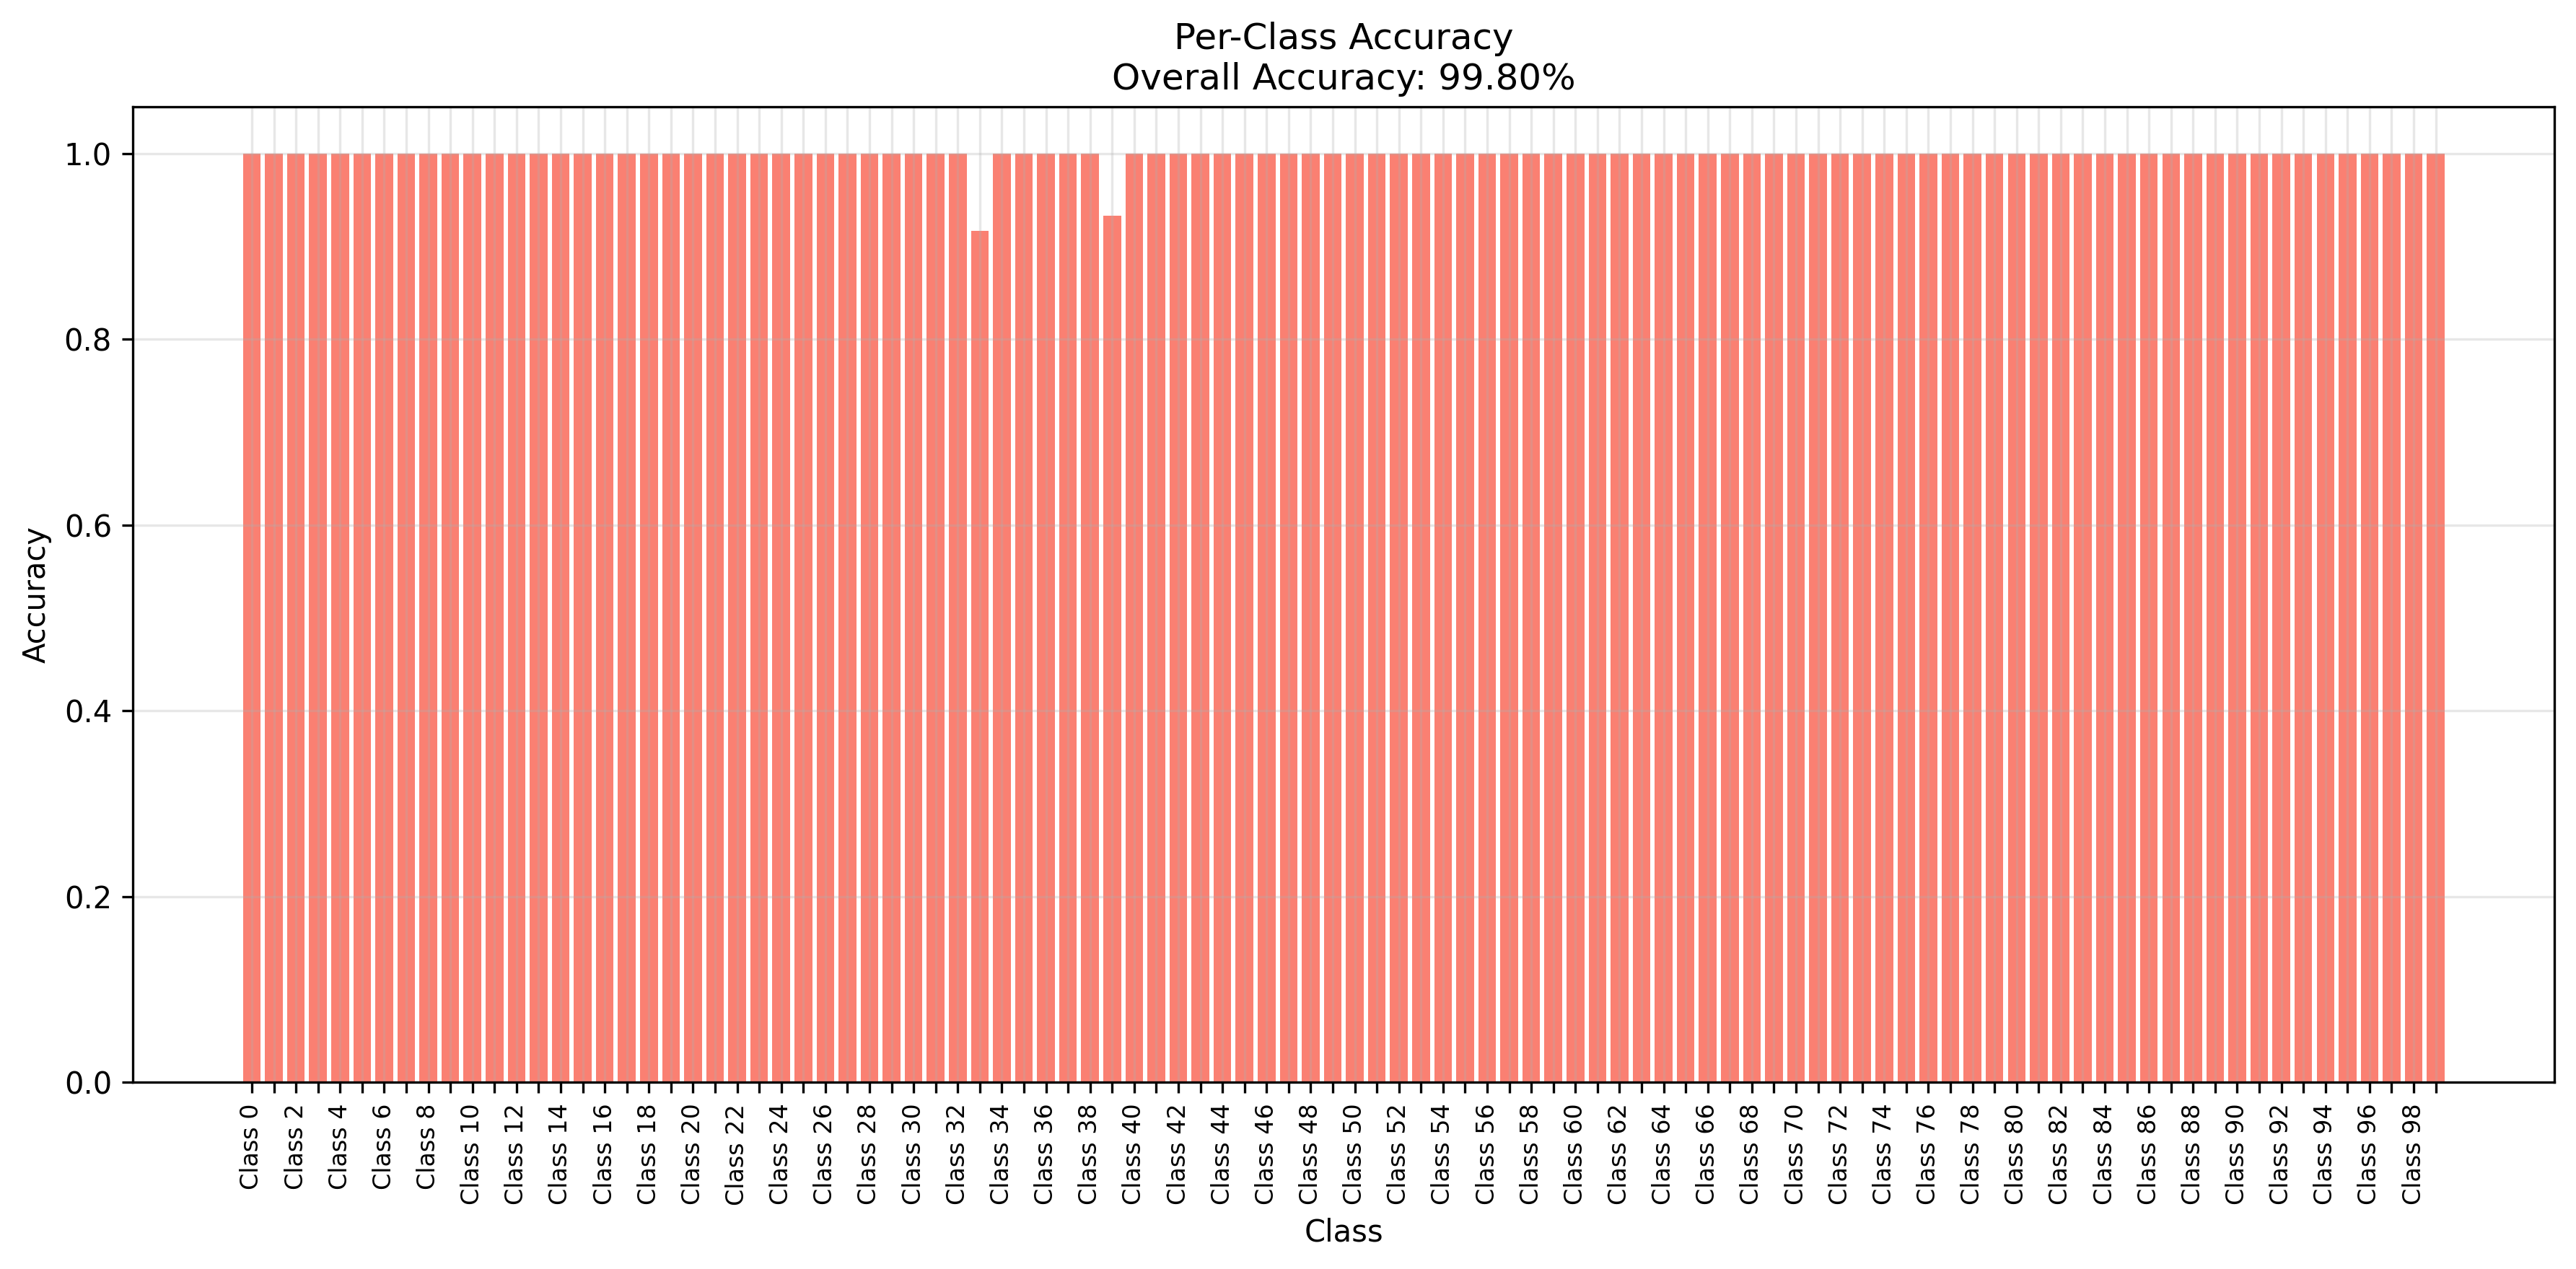 Per-Class Accuracy
Overall Accuracy: 99.80%
Accuracy
1.0
0.8
0.6
0.4
0.2
0.0
Class 0
Class 2
Class 4
Class 6
Class 8
Class 10
Class 12
Class 14
Class 16
Class 18
Class 20
Class 22
Class 24
Class 26
Class 28
Class 30
Class 32
Class 34
Class 36
Class 38
Class 40
Class 42
Class 44
Class 46
Class 48
Class 50
Class 52
Class 54
Class 56
Class 58
Class 60
Class 62
Class 64
Class 66
Class 68
Class 70
Class 72
Class 74
Class 76
Class 78
Class 80
Class 82
Class 84
Class 86
Class 88
Class 90
Class 92
Class 94
Class 96
Class 98
Class